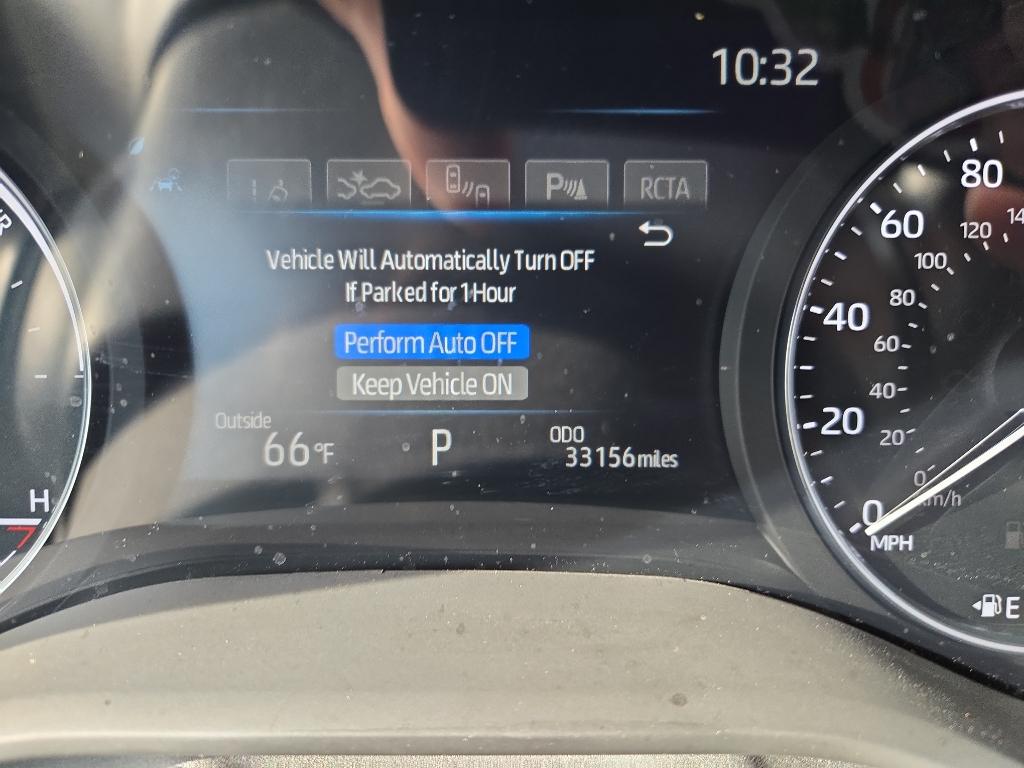 10:32
P
RCTA
Vehicle Will Automatically Turn OFF
If Parked for 1 Hour
Perform Auto OFF
Keep Vehicle ON
Outside
66°F
P
ODO
33156 miles
H
80
60
40
20
0
MPH
120
100
80
60
40
20
0
km/h
E